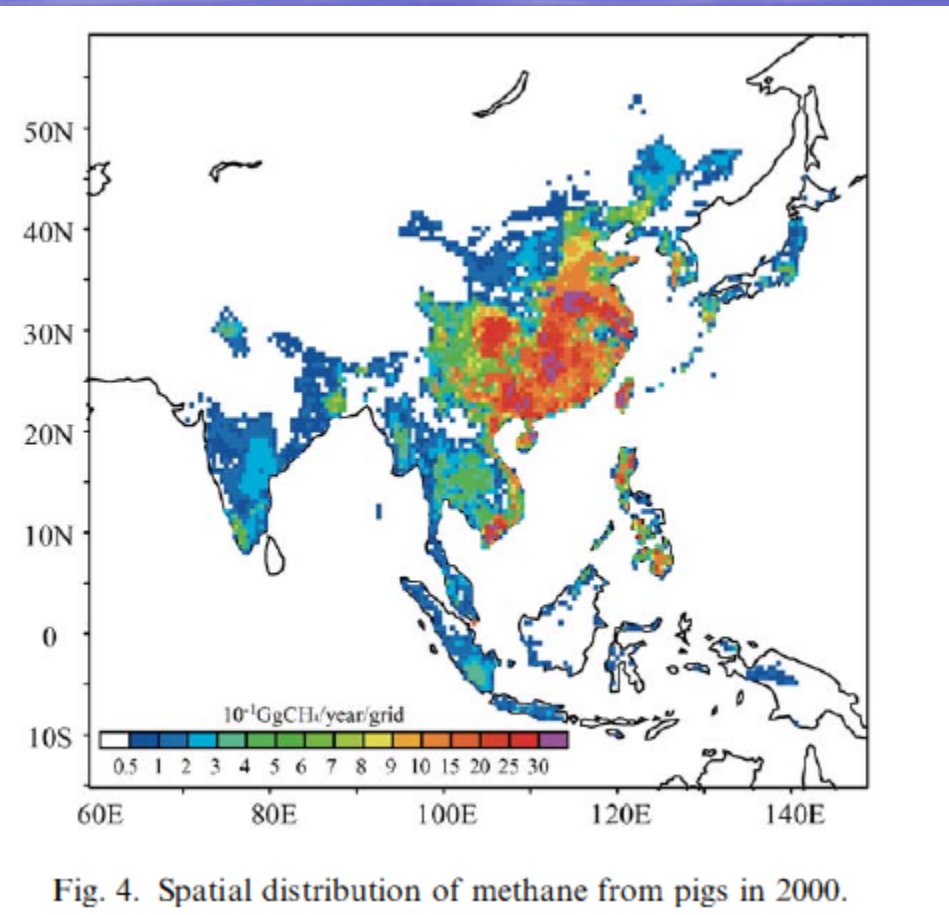 50N
40N
30N
20N
10N
0
10S
10⁻¹GgCH₄/year/grid
0.5 1 2 3 4 5 6 7 8 9 10 15 20 25 30
60E 80E 100E 120E 140E
Fig. 4. Spatial distribution of methane from pigs in 2000.